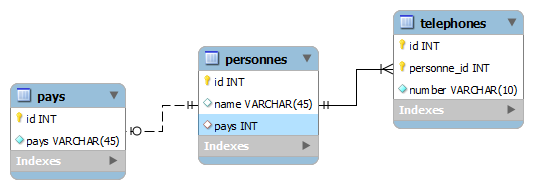 pays
id INT
pays VARCHAR(45)
Indexes
personnes
id INT
name VARCHAR(45)
pays INT
Indexes
telephones
id INT
personne_id INT
number VARCHAR(10)
Indexes